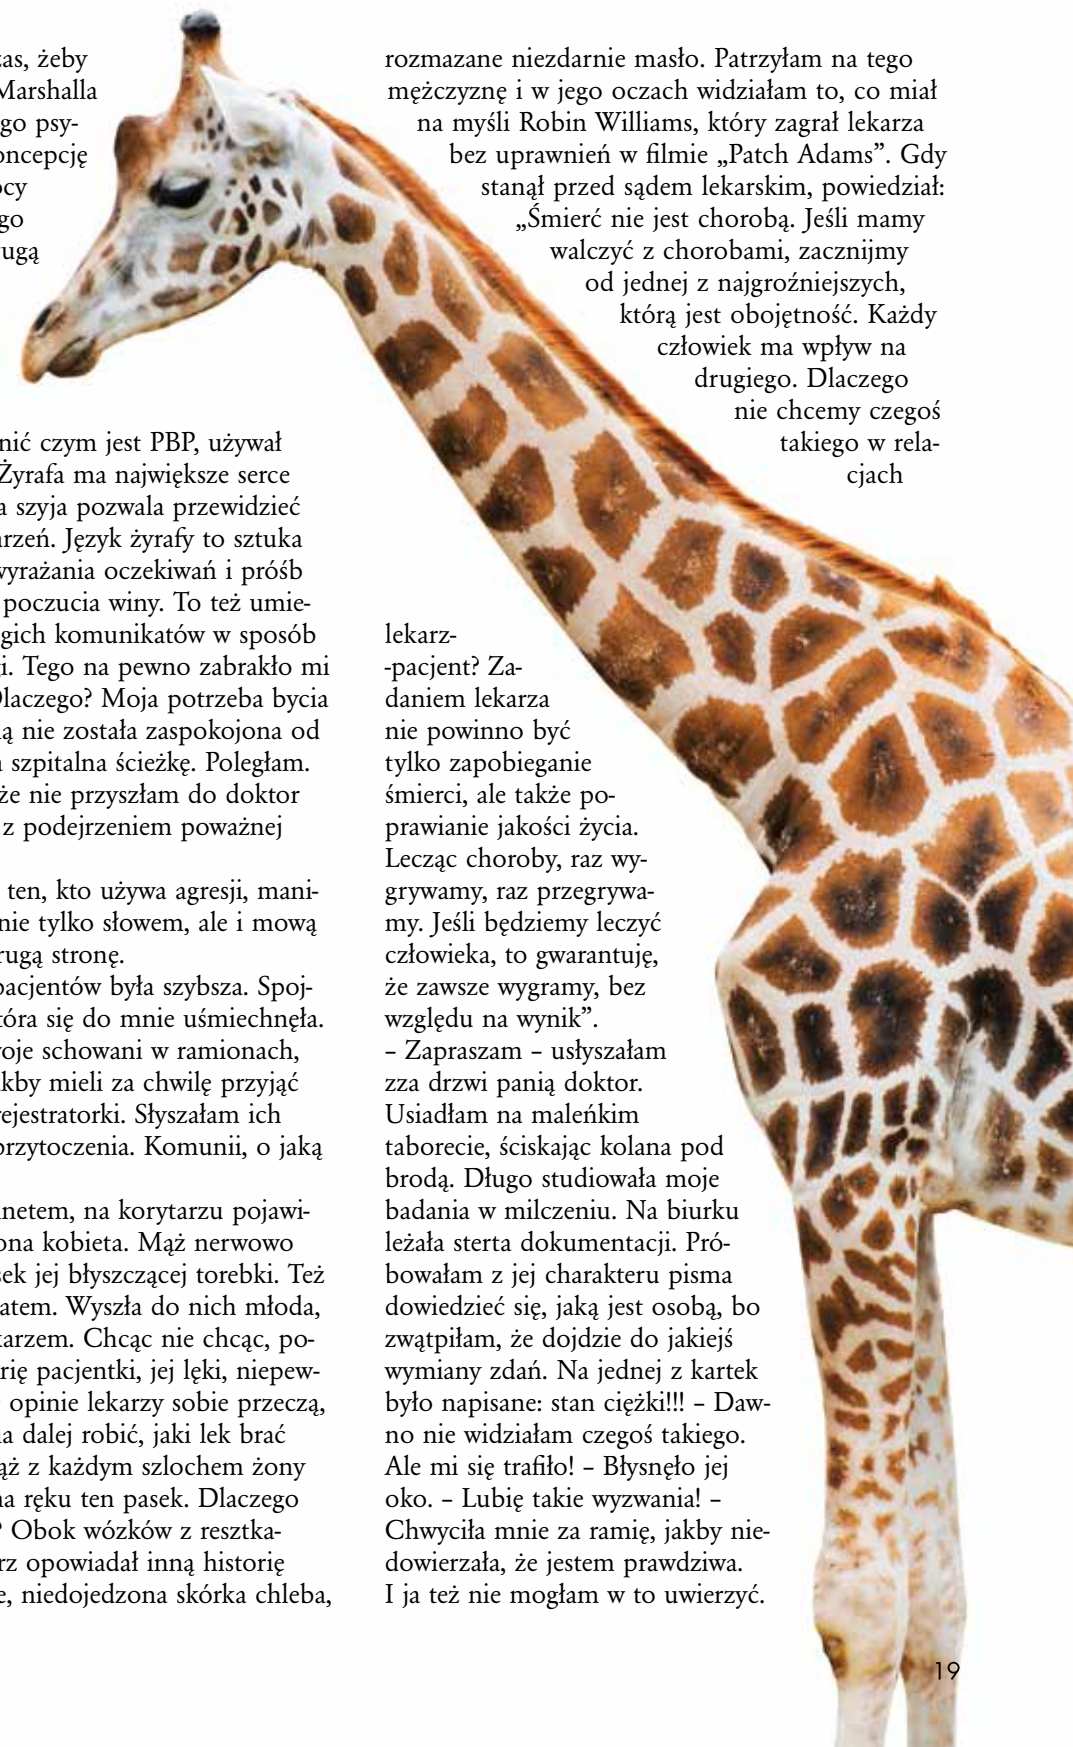 zas, żeby
Marshalla
go psy-
oncepcję
ocy
go
ugą
nić czym jest PBP, używał
Żyrafa ma największe serce
a szyja pozwala przewidzieć
arzeń. Język żyrafy to sztuka
wyrażania oczekiwań i próśb
poczucia winy. To też umie-
gich komunikatów w sposób
i. Tego na pewno zabrakło mi
Dlaczego? Moja potrzeba bycia
ą nie została zaspokojona od
a szpitalna ścieżkę. Poległam.
że nie przyszłam do doktor
z podejrzeniem poważnej
ten, kto używa agresji, mani-
nie tylko słowem, ale i mową
rugą stronę.
pacjentów była szybsza. Spoj-
tóra się do mnie uśmiechnęła.
woje schowani w ramionach,
akby mieli za chwilę przyjąć
rejestratorki. Słyszałam ich
przytoczenia. Komunii, o jaką
netem, na korytarzu pojawi-
ona kobieta. Mąż nerwowo
sek jej błyszczącej torebki. Też
atem. Wyszła do nich młoda,
karzem. Chcąc nie chcąc, po-
rię pacjentki, jej lęki, niepew-
opinie lekarzy sobie przeczą,
na dalej robić, jaki lek brać
ąż z każdym szlochem żony
na ręku ten pasek. Dlaczego
? Obok wózków z resztka-
rz opowiadał inną historię
e, niedojedzona skórka chleba,
rozmazane niezdarnie masło. Patrzyłam na tego
mężczyznę i w jego oczach widziałam to, co miał
na myśli Robin Williams, który zagrał lekarza
bez uprawnień w filmie „Patch Adams”. Gdy
stanął przed sądem lekarskim, powiedział:
„Śmierć nie jest chorobą. Jeśli mamy
walczyć z chorobami, zacznijmy
od jednej z najgroźniejszych,
którą jest obojętność. Każdy
człowiek ma wpływ na
drugiego. Dlaczego
nie chcemy czegoś
takiego w rela-
cjach
lekarz-
-pacjent? Za-
daniem lekarza
nie powinno być
tylko zapobieganie
śmierci, ale także po-
prawianie jakości życia.
Lecząc choroby, raz wy-
grywamy, raz przegrywa-
my. Jeśli będziemy leczyć
człowieka, to gwarantuję,
że zawsze wygramy, bez
względu na wynik”.
– Zapraszam – usłyszałam
zza drzwi panią doktor.
Usiadłam na maleńkim
taborecie, ściskając kolana pod
brodą. Długo studiowała moje
badania w milczeniu. Na biurku
leżała sterta dokumentacji. Pró-
bowałam z jej charakteru pisma
dowiedzieć się, jaką jest osobą, bo
zwątpiłam, że dojdzie do jakiejś
wymiany zdań. Na jednej z kartek
było napisane: stan ciężki!!! – Daw-
no nie widziałam czegoś takiego.
Ale mi się trafiło! – Błysnęło jej
oko. – Lubię takie wyzwania! –
Chwyciła mnie za ramię, jakby nie-
dowierzała, że jestem prawdziwa.
I ja też nie mogłam w to uwierzyć.
19